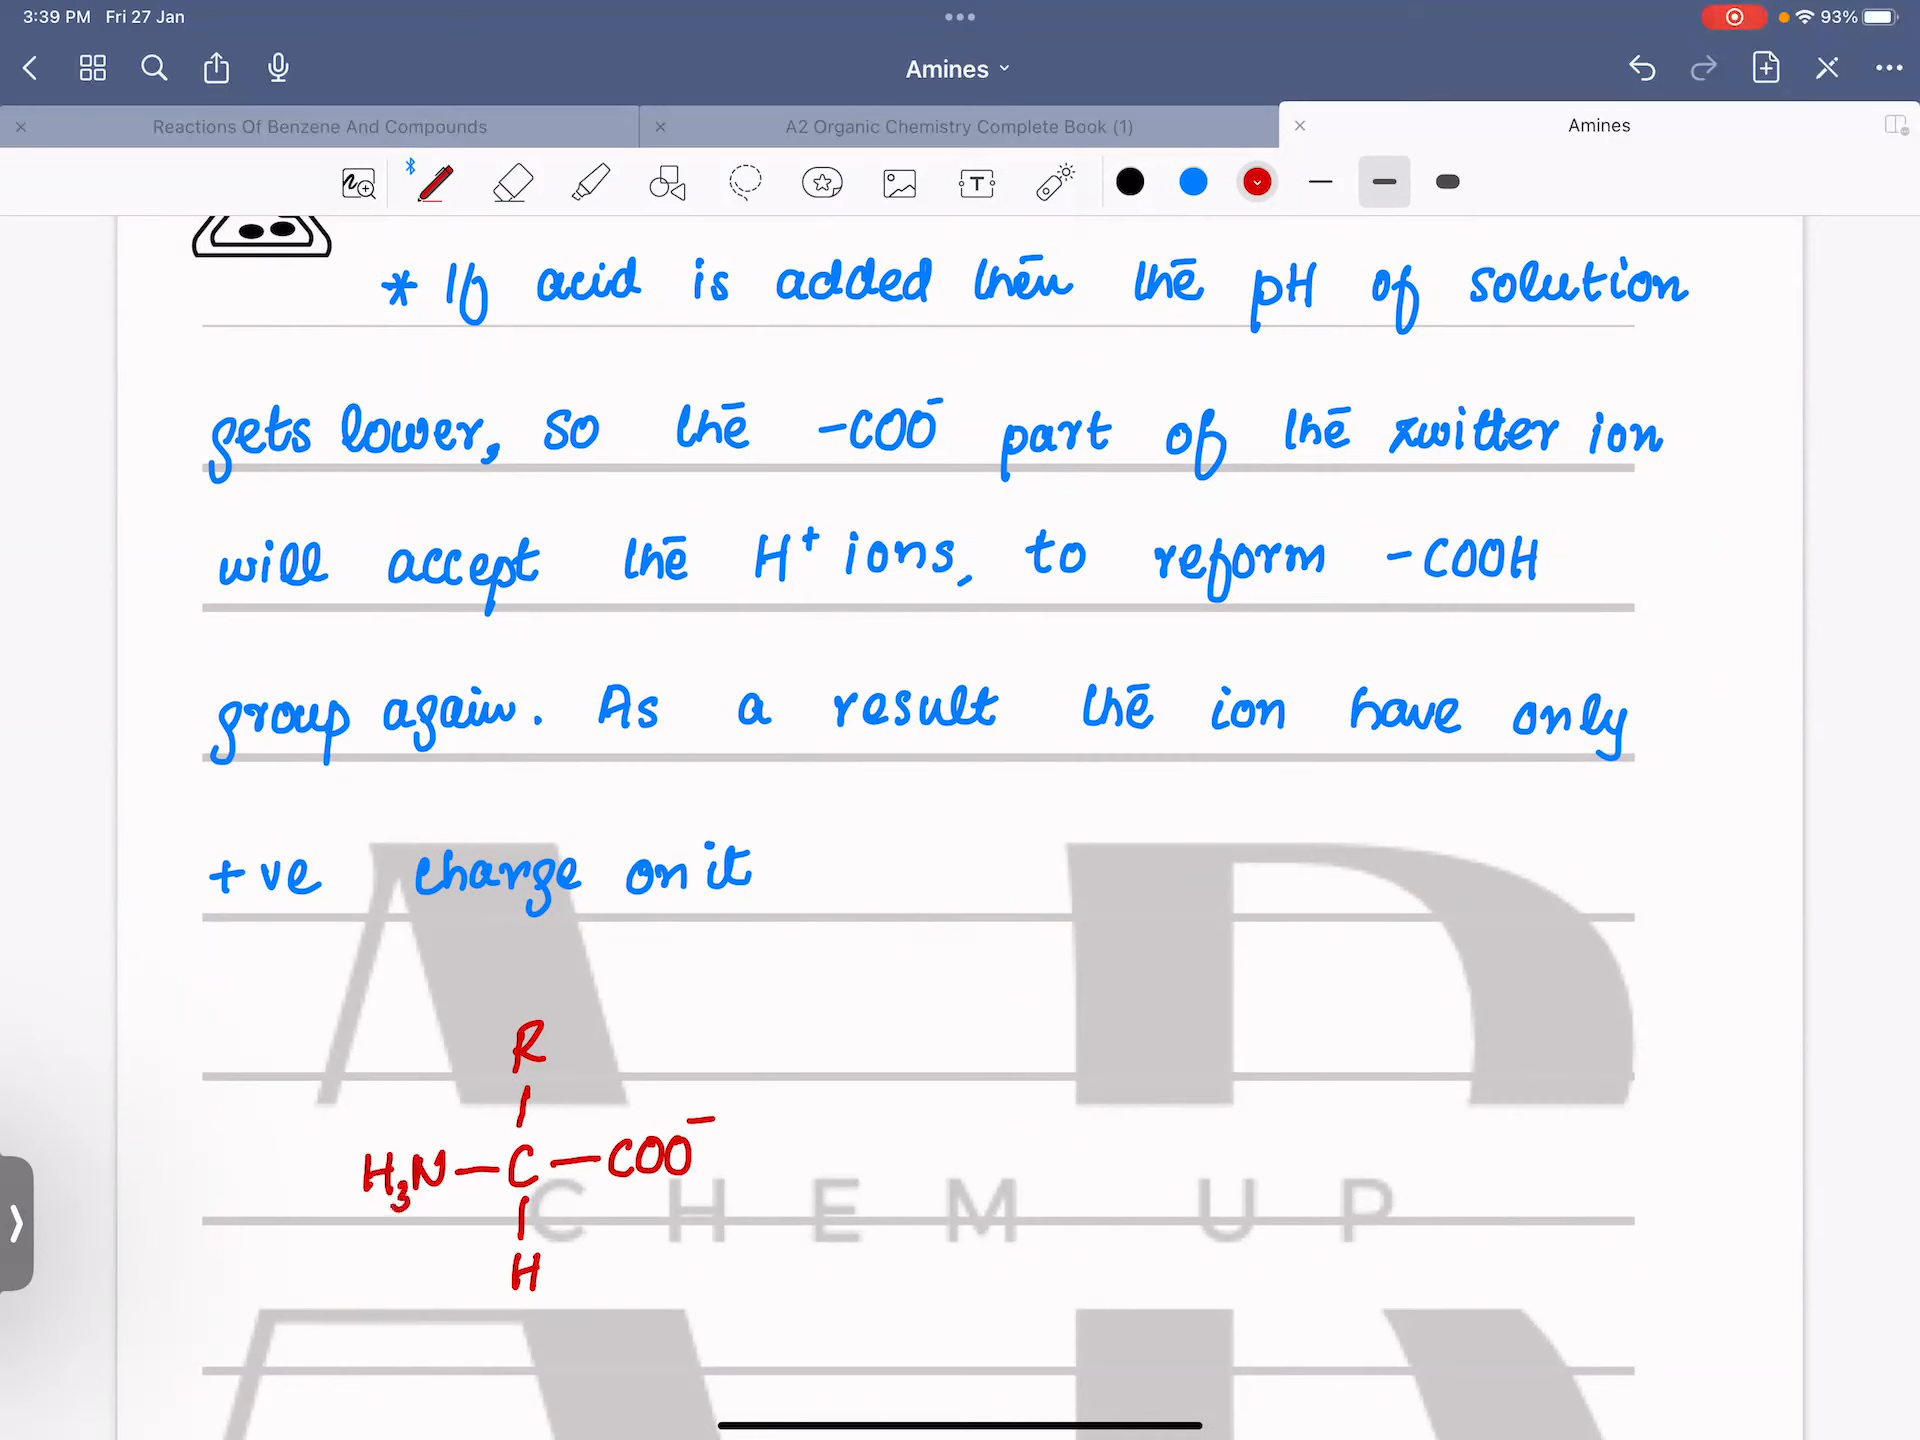 3:39 PM Fri 27 Jan
93%
Amines
Reactions Of Benzene And Compounds
A2 Organic Chemistry Complete Book (1)
Amines
T
* If acid is added then the pH of solution
gets lower, so the -COO⁻ part of the zwitter ion
will accept the H⁺ ions, to reform -COOH
group again. As a result the ion have only
+ve charge on it
R
H₃N-C-COO⁻
H
CHEM UP